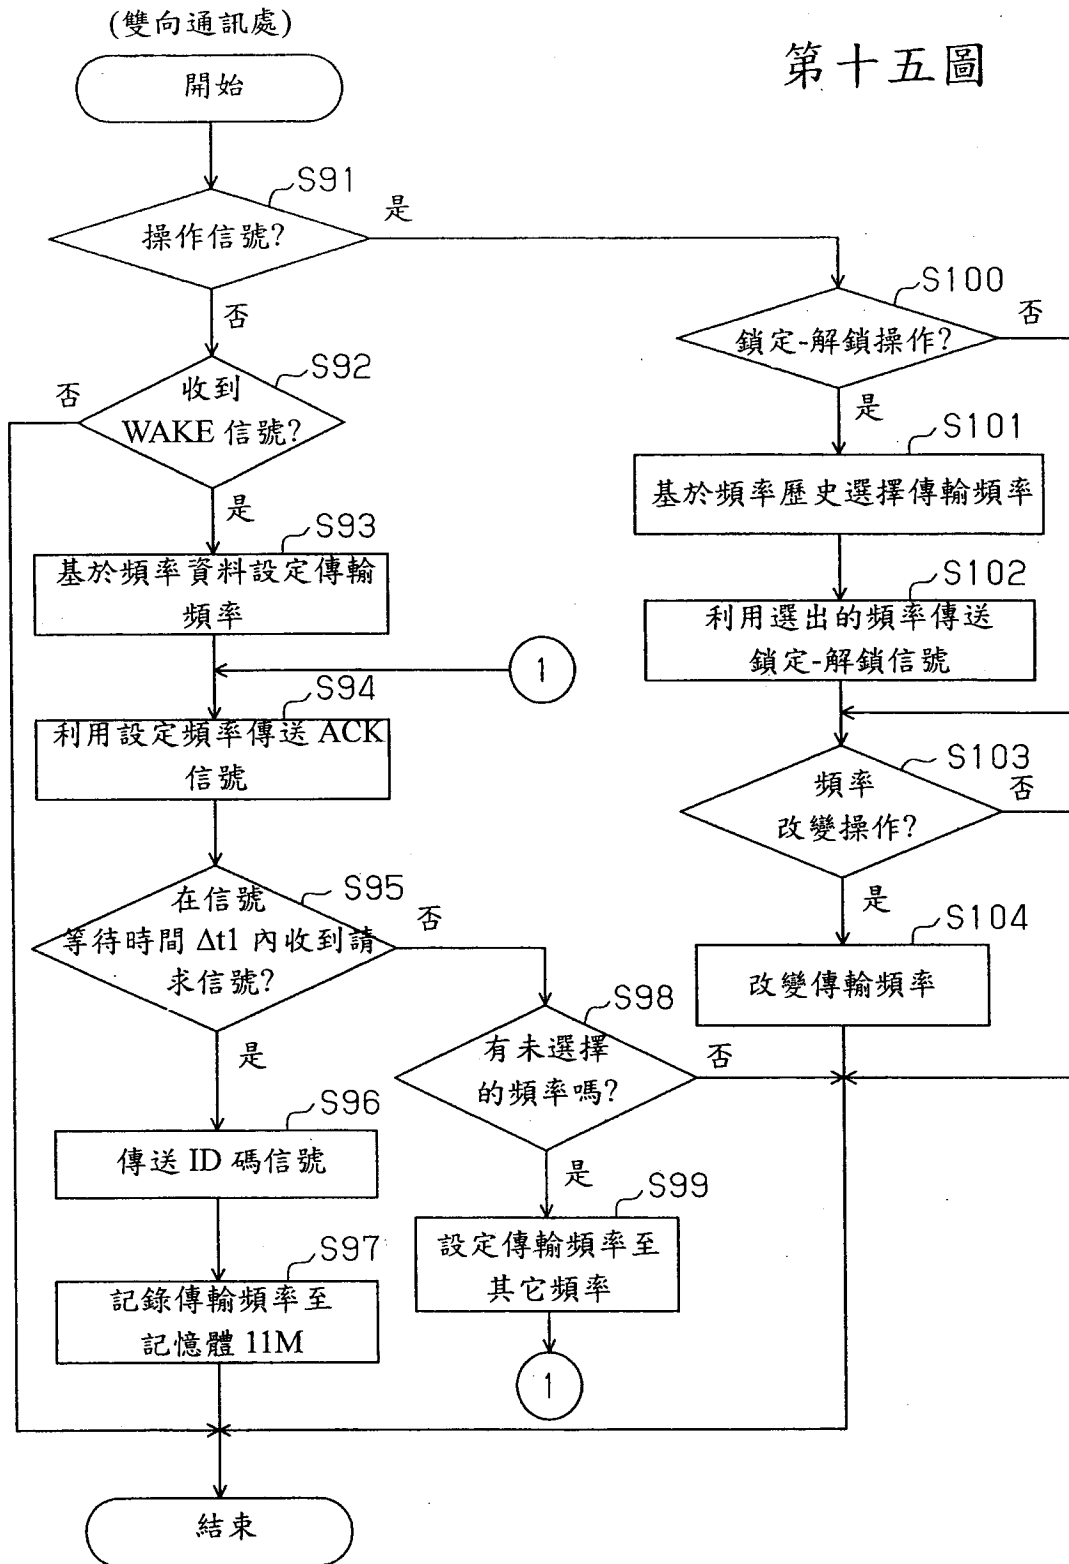 (雙向通訊處)
第十五圖
開始
S91
操作信號?
是
否
S92
收到
WAKE 信號?
否
是
S93
基於頻率資料設定傳輸
頻率
1
S94
利用設定頻率傳送 ACK
信號
S95
在信號
等待時間 Δt1 內收到請
求信號?
否
是
S96
傳送 ID 碼信號
S97
記錄傳輸頻率至
記憶體 11M
S98
有未選擇
的頻率嗎?
否
是
S99
設定傳輸頻率至
其它頻率
1
S100
鎖定-解鎖操作?
否
是
S101
基於頻率歷史選擇傳輸頻率
S102
利用選出的頻率傳送
鎖定-解鎖信號
S103
頻率
改變操作?
否
是
S104
改變傳輸頻率
結束